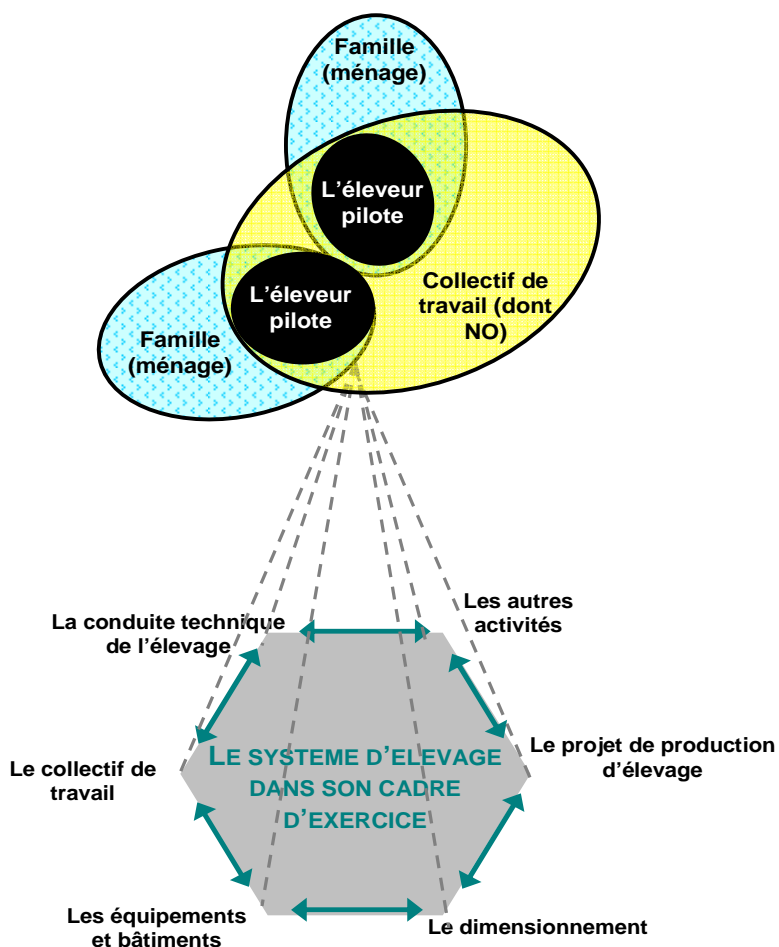 Famille
(ménage)
L'éleveur
pilote
L'éleveur
pilote
Collectif de
travail (dont
NO)
Famille
(ménage)
Les autres
activités
La conduite technique
de l'élevage
LE SYSTEME D'ELEVAGE
DANS SON CADRE
D'EXERCICE
Le projet de production
d'élevage
Le collectif de
travail
Les équipements
et bâtiments
Le dimensionnement